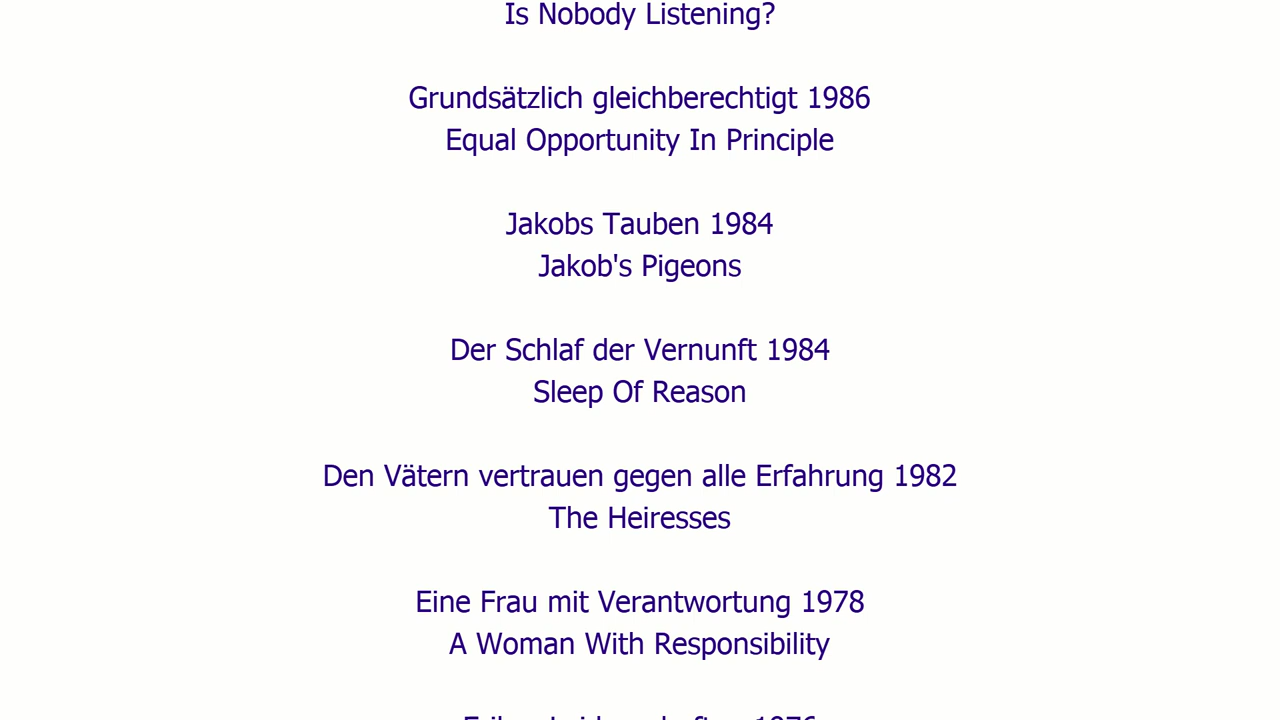 Is Nobody Listening?
Grundsätzlich gleichberechtigt 1986
Equal Opportunity In Principle
Jakobs Tauben 1984
Jakob's Pigeons
Der Schlaf der Vernunft 1984
Sleep Of Reason
Den Vätern vertrauen gegen alle Erfahrung 1982
The Heiresses
Eine Frau mit Verantwortung 1978
A Woman With Responsibility